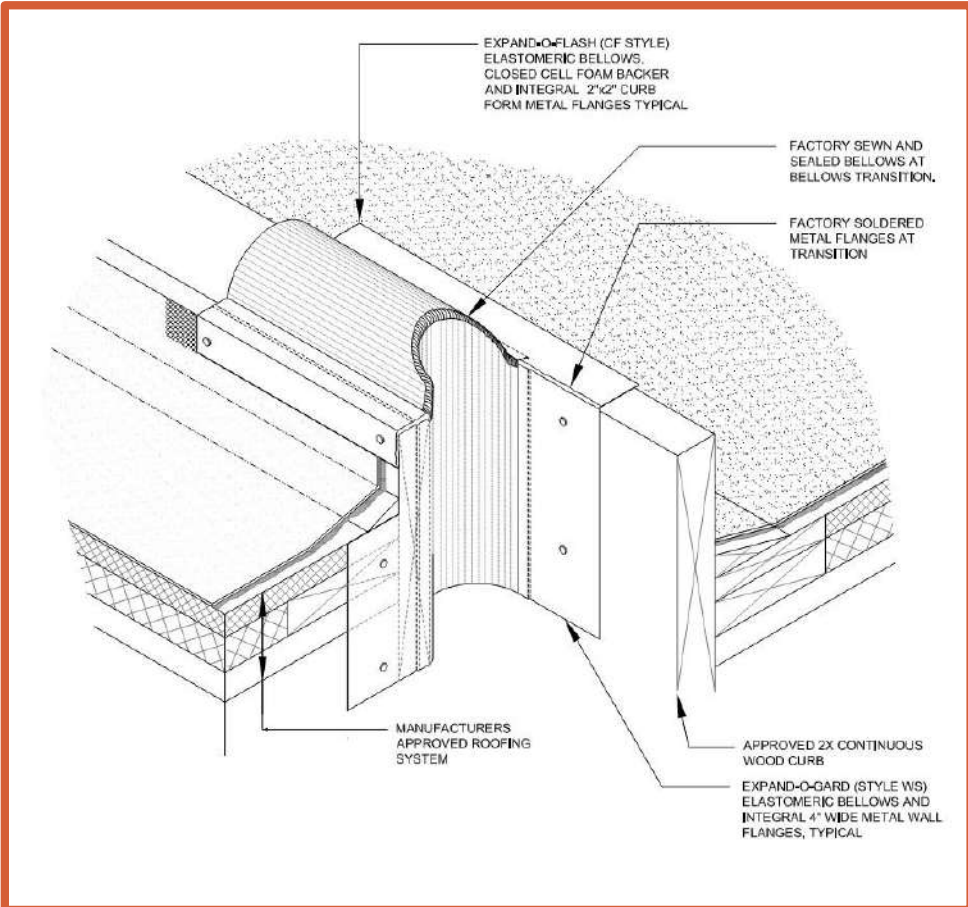 EXPAND-O-FLASH (CF STYLE)
ELASTOMERIC BELLOWS.
CLOSED CELL FOAM BACKER
AND INTEGRAL 2"x2" CURB
FORM METAL FLANGES TYPICAL
FACTORY SEWN AND
SEALED BELLOWS AT
BELLOWS TRANSITION.
FACTORY SOLDERED
METAL FLANGES AT
TRANSITION
MANUFACTURERS
APPROVED ROOFING
SYSTEM
APPROVED 2X CONTINUOUS
WOOD CURB
EXPAND-O-GARD (STYLE WS)
ELASTOMERIC BELLOWS AND
INTEGRAL 4" WIDE METAL WALL
FLANGES, TYPICAL